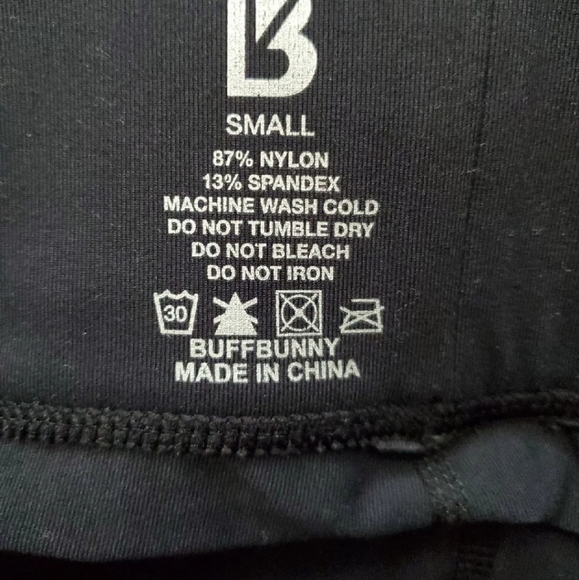 B
SMALL
87% NYLON
13% SPANDEX
MACHINE WASH COLD
DO NOT TUMBLE DRY
DO NOT BLEACH
DO NOT IRON
30
BUFFBUNNY
MADE IN CHINA